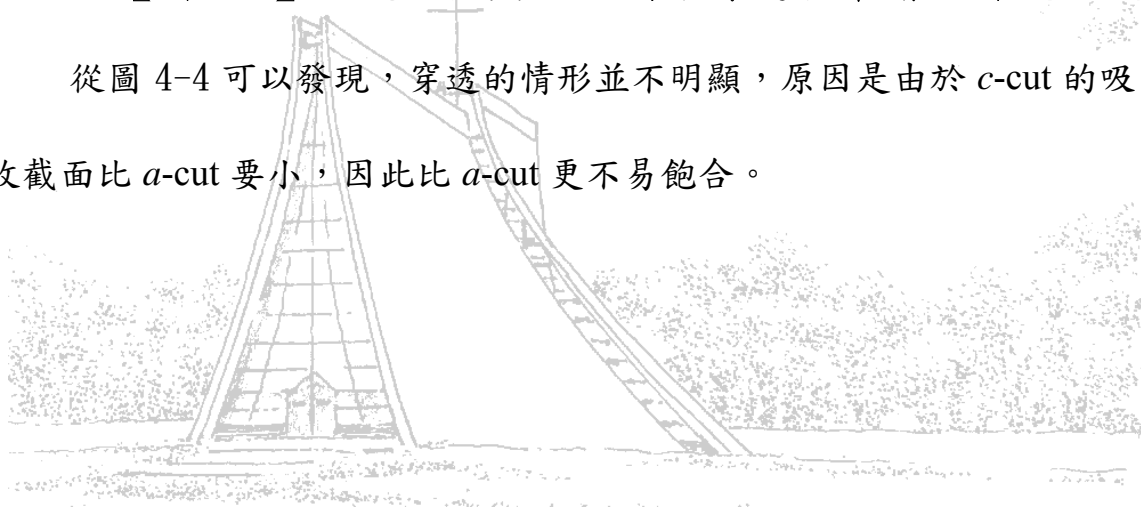 從圖 4-4 可以發現，穿透的情形並不明顯，原因是由於 c-cut 的吸
收截面比 a-cut 要小，因此比 a-cut 更不易飽合。